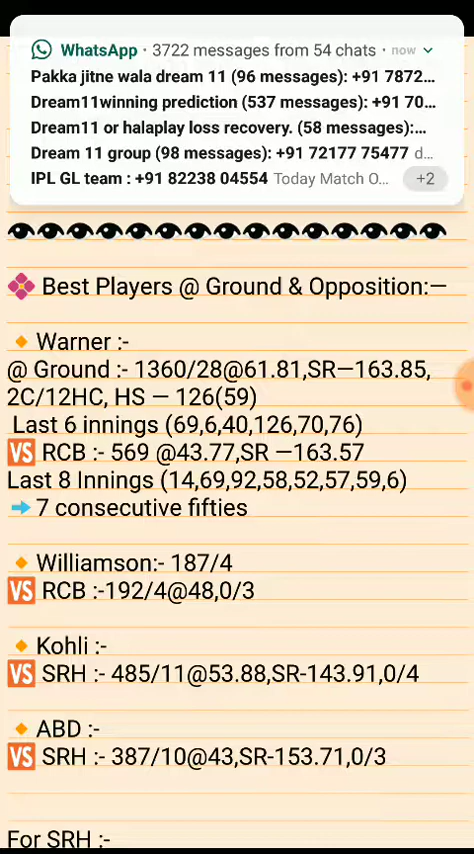 WhatsApp · 3722 messages from 54 chats · now
Pakka jitne wala dream 11 (96 messages): +91 7872...
Dream11winning prediction (537 messages): +91 70...
Dream11 or halaplay loss recovery. (58 messages):...
Dream 11 group (98 messages): +91 72177 75477 d...
IPL GL team : +91 82238 04554 Today Match O... +2
👁👁👁👁👁👁👁👁👁👁👁👁👁👁👁
💠 Best Players @ Ground & Opposition:—
🔸Warner :-
@ Ground :- 1360/28@61.81,SR—163.85,
2C/12HC, HS — 126(59)
Last 6 innings (69,6,40,126,70,76)
🆚 RCB :- 569 @43.77,SR —163.57
Last 8 Innings (14,69,92,58,52,57,59,6)
➡ 7 consecutive fifties
🔸Williamson:- 187/4
🆚 RCB :-192/4@48,0/3
🔸Kohli :-
🆚 SRH :- 485/11@53.88,SR-143.91,0/4
🔸ABD :-
🆚 SRH :- 387/10@43,SR-153.71,0/3
For SRH :-